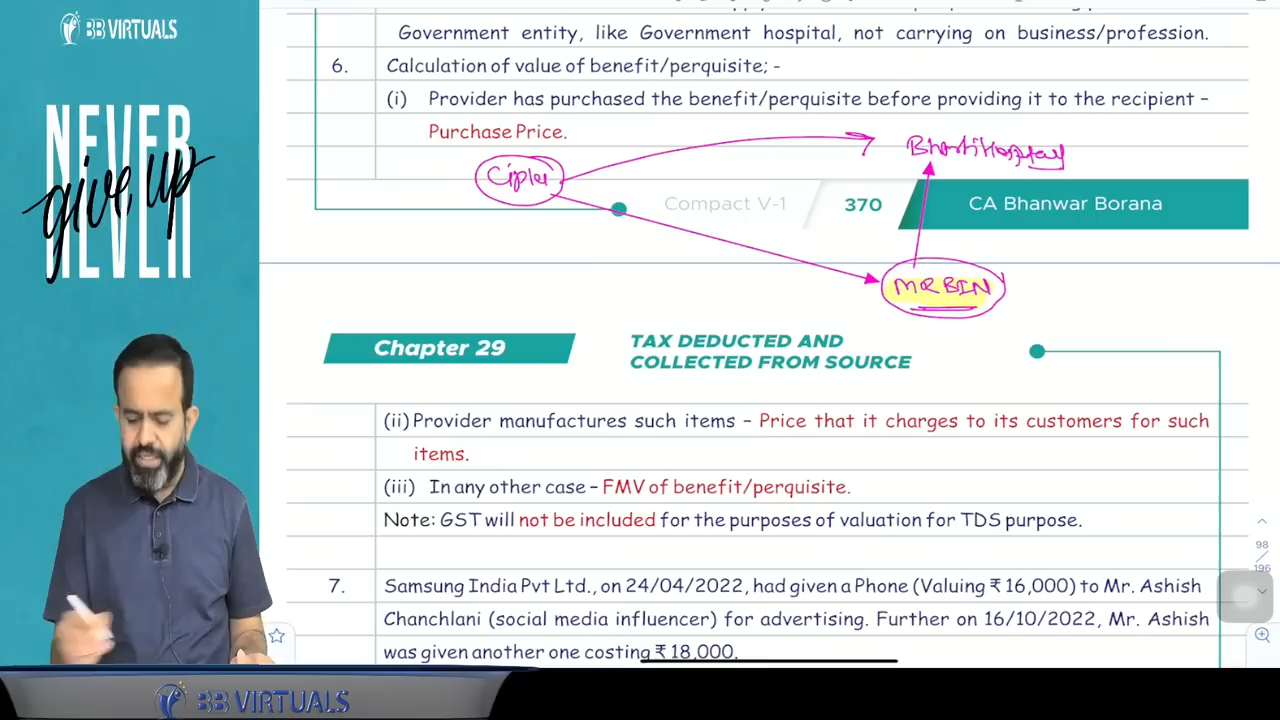 BB VIRTUALS
NEVER
give up
NEVER
Government entity, like Government hospital, not carrying on business/profession.
6. Calculation of value of benefit/perquisite; -
(i) Provider has purchased the benefit/perquisite before providing it to the recipient –
Purchase Price.
Cipla
Compact V-1 370 CA Bhanwar Borana
MR BIN
Chapter 29 TAX DEDUCTED AND
COLLECTED FROM SOURCE
(ii) Provider manufactures such items – Price that it charges to its customers for such
items.
(iii) In any other case – FMV of benefit/perquisite.
Note: GST will not be included for the purposes of valuation for TDS purpose.
98
196
7. Samsung India Pvt Ltd., on 24/04/2022, had given a Phone (Valuing ₹ 16,000) to Mr. Ashish
Chanchlani (social media influencer) for advertising. Further on 16/10/2022, Mr. Ashish
was given another one costing ₹ 18,000.
BB VIRTUALS